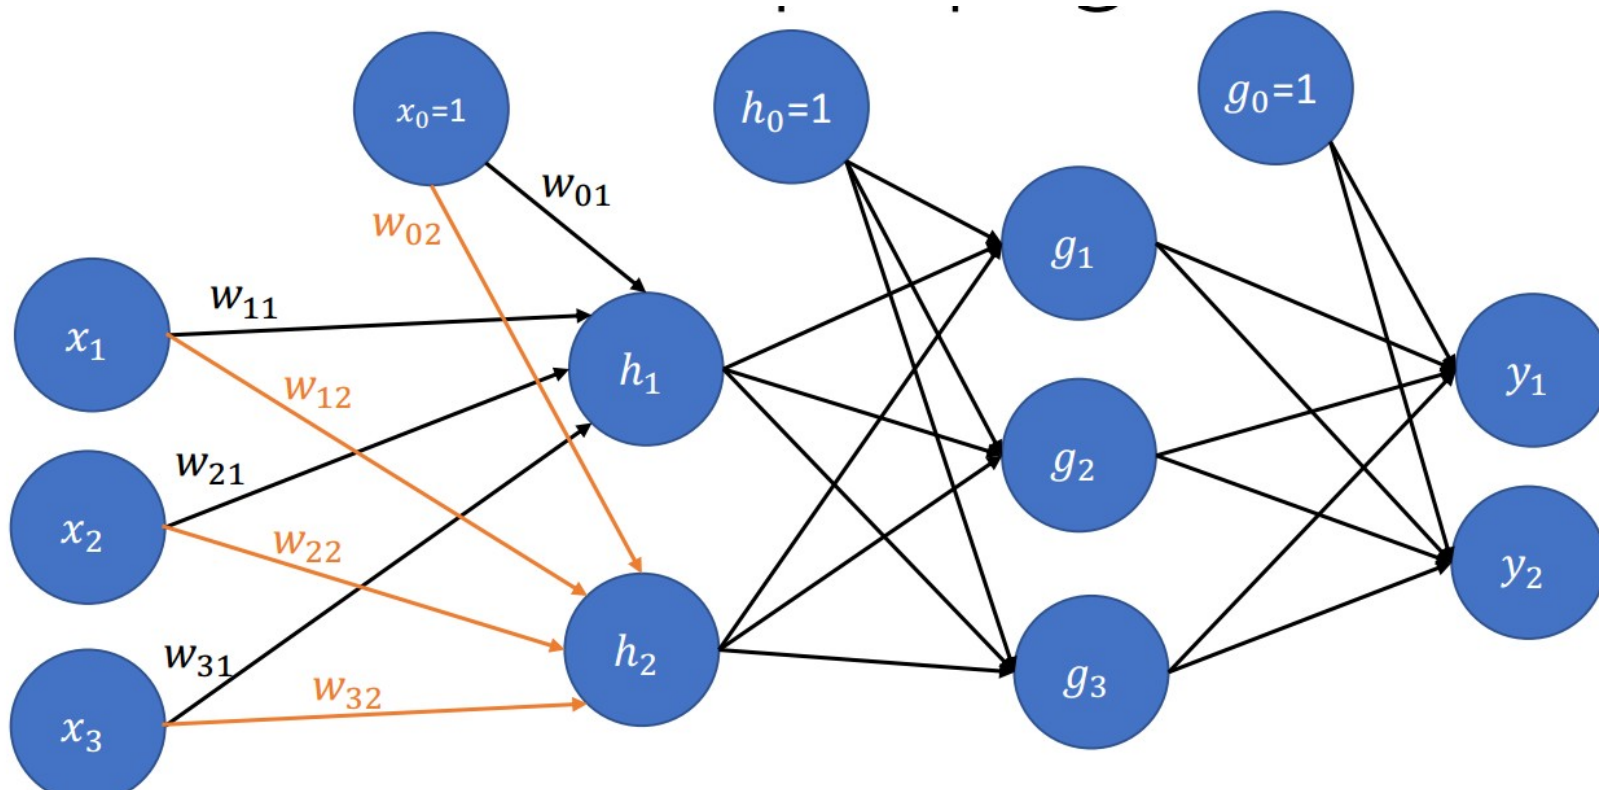 x₀=1
h₀=1
g₀=1
w₀₁
w₀₂
g₁
w₁₁
x₁
h₁
y₁
w₁₂
w₂₁
g₂
x₂
w₂₂
y₂
w₃₁
h₂
g₃
w₃₂
x₃